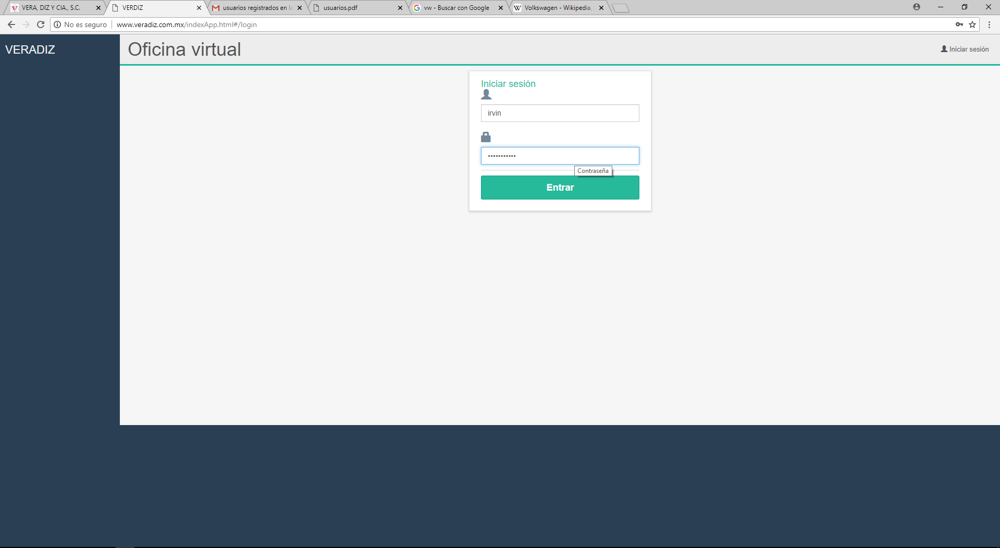 VERA, DIZ Y CIA., S.C.
VERDIZ
usuarios registrados en la
usuarios.pdf
vw - Buscar con Google
Volkswagen - Wikipedia,
No es seguro
www.veradiz.com.mx/indexApp.html#/login
VERADIZ
Oficina virtual
Iniciar sesión
Iniciar sesión
irvin
•••••••••••
Contraseña
Entrar